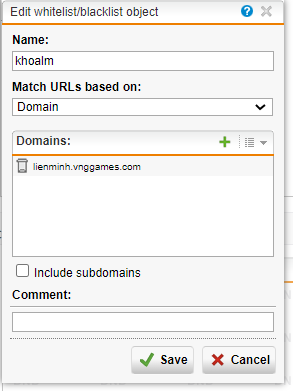 Edit whitelist/blacklist object
Name:
khoalm
Match URLs based on:
Domain
Domains:
lienminh.vnggames.com
Include subdomains
Comment:
Save Cancel